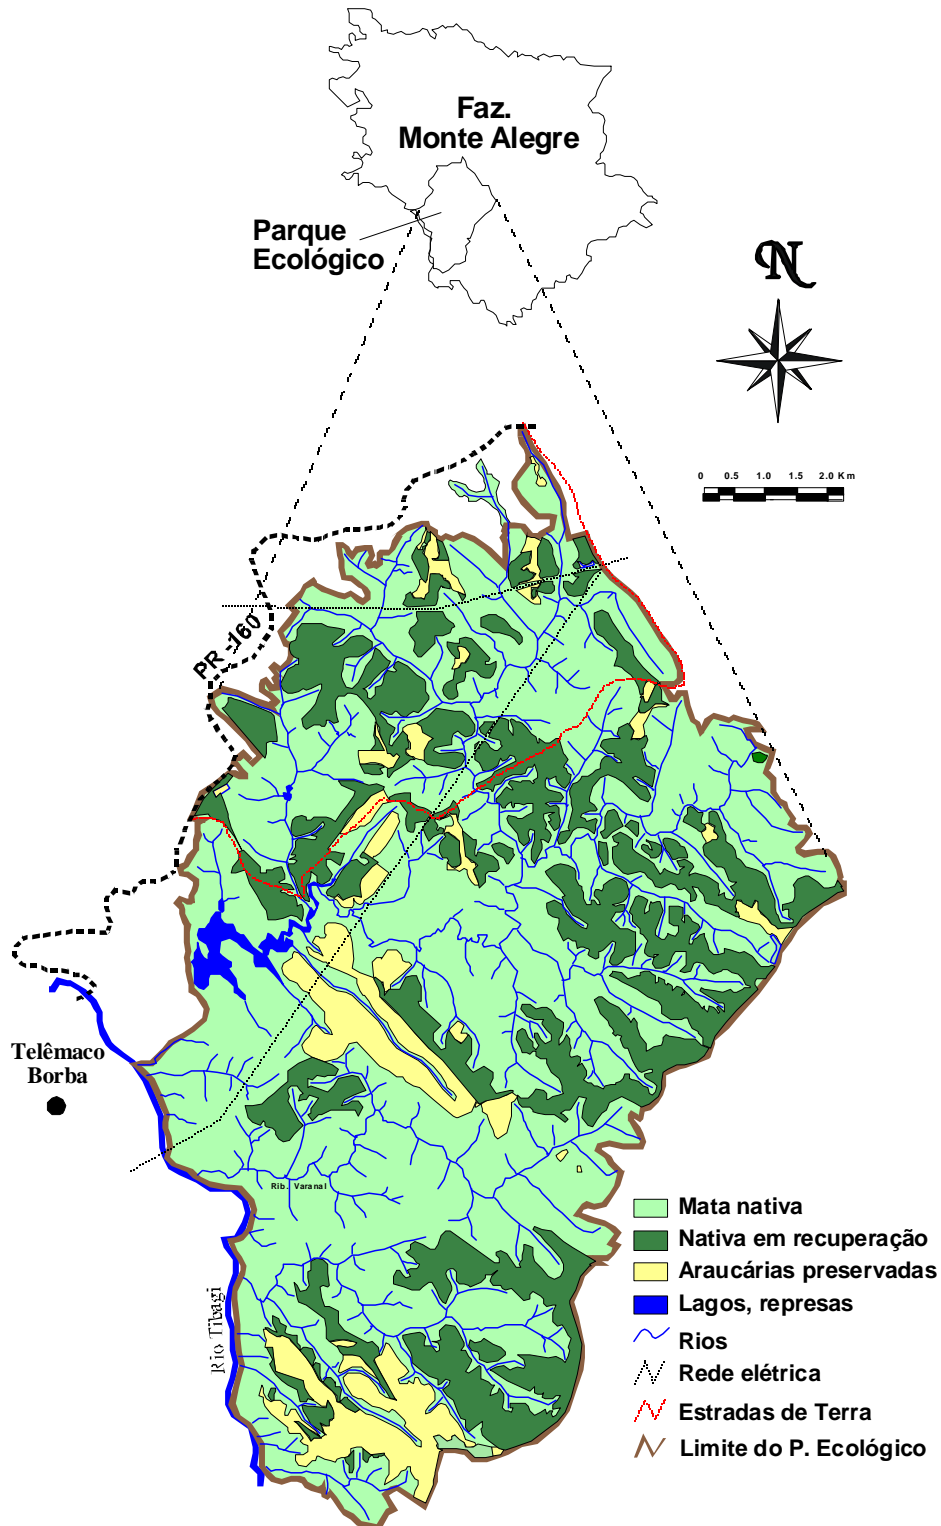 Faz.
Monte Alegre
Parque
Ecológico
N
0 0.5 1.0 1.5 2.0 Km
PR -160
Telêmaco
Borba
Rib. Varanal
Rio Tibagi
Mata nativa
Nativa em recuperação
Araucárias preservadas
Lagos, represas
Rios
Rede elétrica
Estradas de Terra
Limite do P. Ecológico